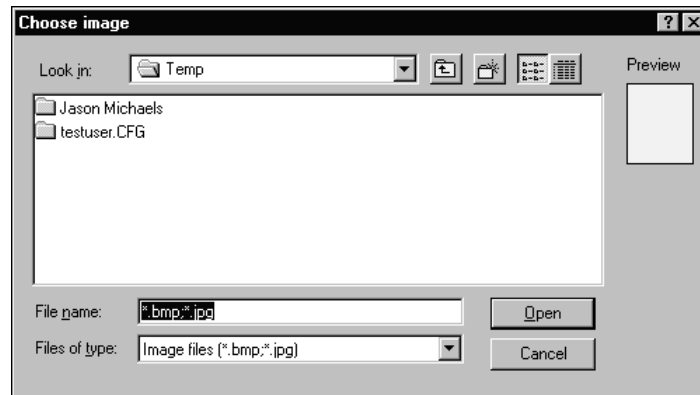 Choose image
Look in: Temp Preview
Jason Michaels
testuser.CFG
File name: *.bmp;*.jpg Open
Files of type: Image files (*.bmp;*.jpg) Cancel